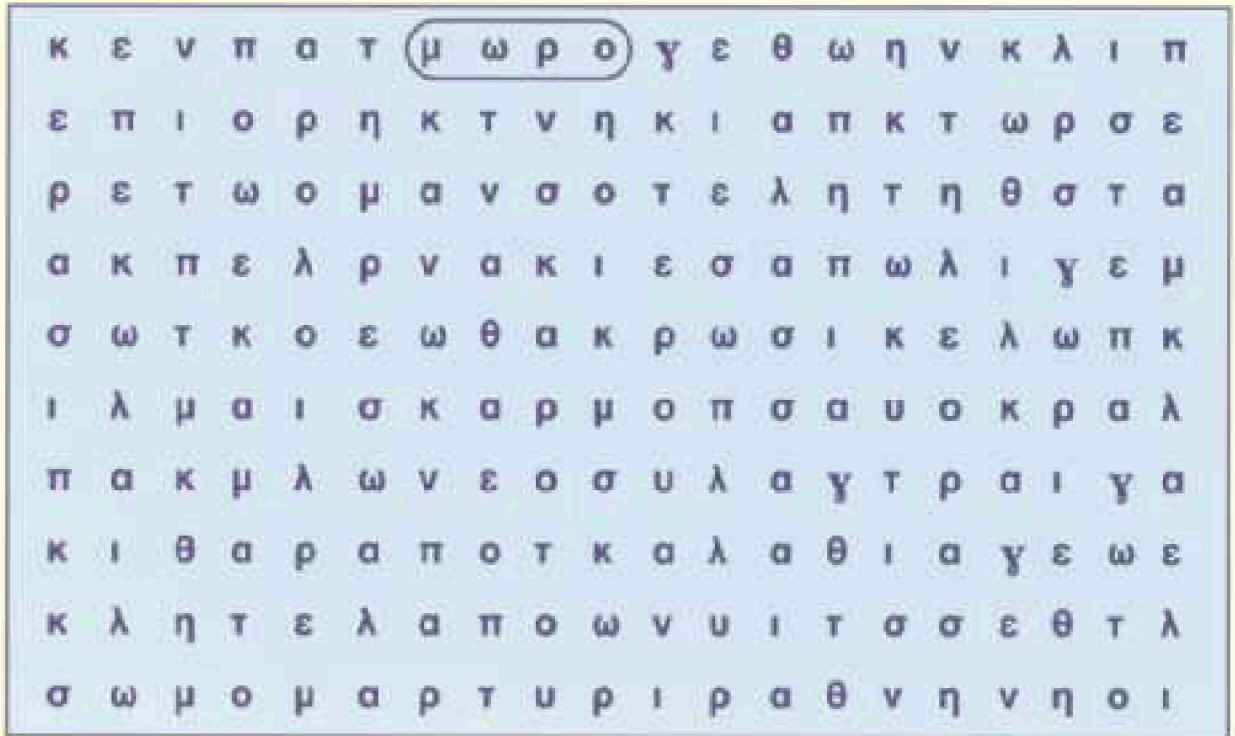 κ ε ν π α τ μ ω ρ ο γ ε θ ω η ν κ λ ι π
ε π ι ο ρ η κ τ ν η κ ι α π κ τ ω ρ σ ε
ρ ε τ ω ο μ α ν σ ο τ ε λ η τ η θ σ τ α
α κ π ε λ ρ ν α κ ι ε σ α π ω λ ι γ ε μ
σ ω τ κ ο ε ω θ α κ ρ ω σ ι κ ε λ ω π κ
ι λ μ α ι σ κ α ρ μ ο π σ α υ ο κ ρ α λ
π α κ μ λ ω ν ε ο σ υ λ α γ τ ρ α ι γ α
κ ι θ α ρ α π ο τ κ α λ α θ ι α γ ε ω ε
κ λ η τ ε λ α π ο ω ν υ ι τ σ σ ε θ τ λ
σ ω μ ο μ α ρ τ υ ρ ι ρ α θ ν η ν η ο ι